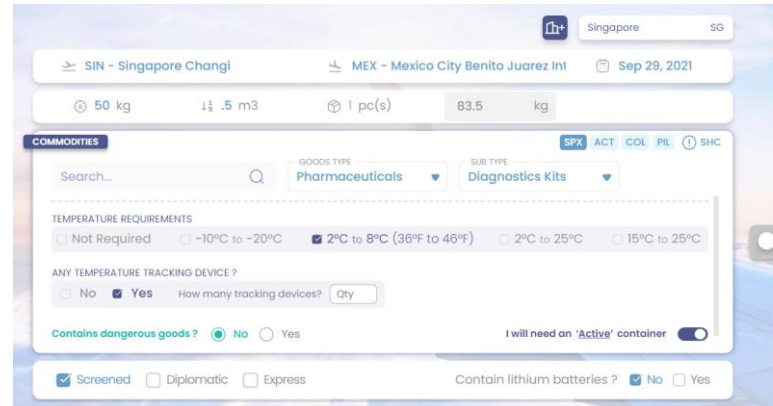 Singapore SG
SIN - Singapore Changi MEX - Mexico City Benito Juarez Int Sep 29, 2021
50 kg .5 m3 1 pc(s) 83.5 kg
COMMODITIES SPX ACT COL PIL SHC
GOODS TYPE SUB TYPE
Search... Pharmaceuticals Diagnostics Kits
TEMPERATURE REQUIREMENTS
Not Required -10ºC to -20ºC 2ºC to 8ºC (36ºF to 46ºF) 2ºC to 25ºC 15ºC to 25ºC
ANY TEMPERATURE TRACKING DEVICE ?
No Yes How many tracking devices? Qty
Contains dangerous goods ? No Yes I will need an 'Active' container
Screened Diplomatic Express Contain lithium batteries ? No Yes